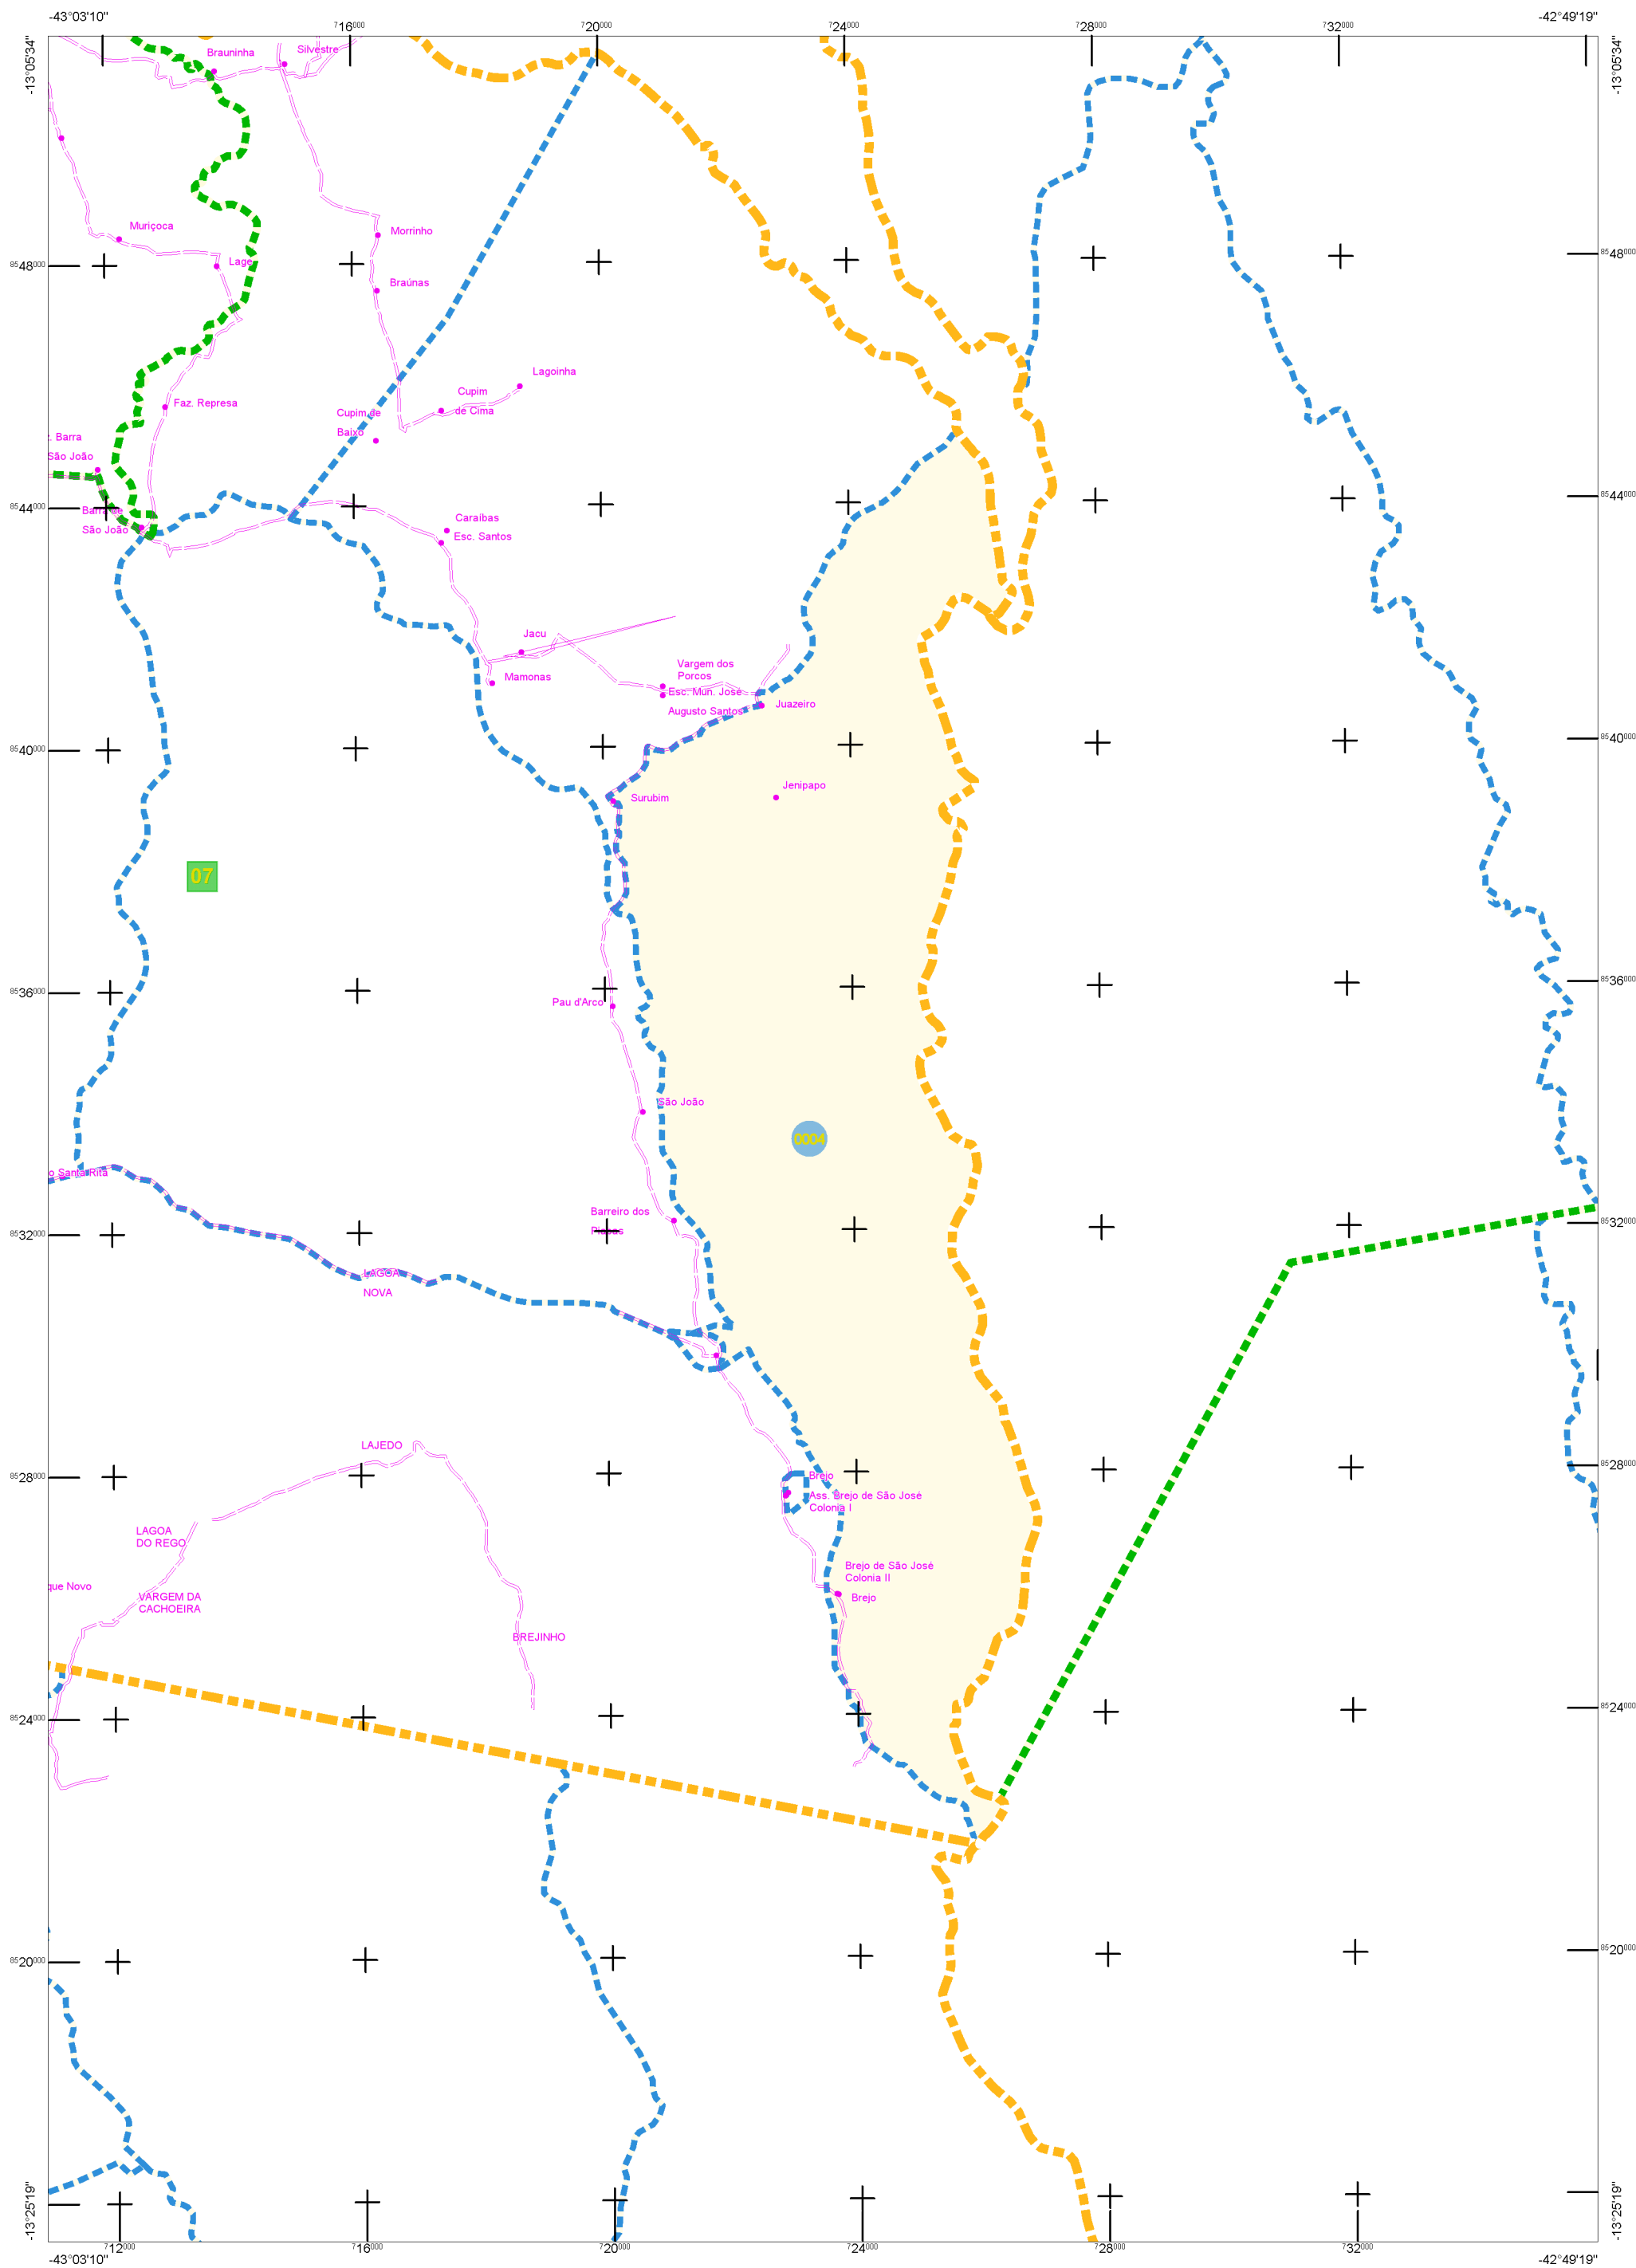 -43°03'10"
716000
720000
724000
728000
732000
-42°49'19"
-13°05'34"
-13°05'34"
Brauninha
Silvestre
Muriçoca
Morrinho
Lage
8548000
8548000
Braúnas
Lagoinha
Cupim
de Cima
Faz. Represa
Cupim de
Baixo
z. Barra
São João
8544000
8544000
Barra de
São João
Caraibas
Esc. Santos
Jacu
Mamonas
Vargem dos
Porcos
Esc. Mun. José
Augusto Santos
Juazeiro
8540000
8540000
Jenipapo
Surubim
07
8536000
8536000
Pau d'Arco
São João
0004
o Santa Rita
Barreiro dos
Piabas
8532000
8532000
LAGOA
NOVA
LAJEDO
8528000
8528000
Brejo
Ass. Brejo de São José
Colonia I
LAGOA
DO REGO
Brejo de São José
Colonia II
Brejo
que Novo
VARGEM DA
CACHOEIRA
BREJINHO
8524000
8524000
8520000
8520000
-13°25'19"
-13°25'19"
-43°03'10"
712000
716000
720000
724000
728000
732000
-42°49'19"